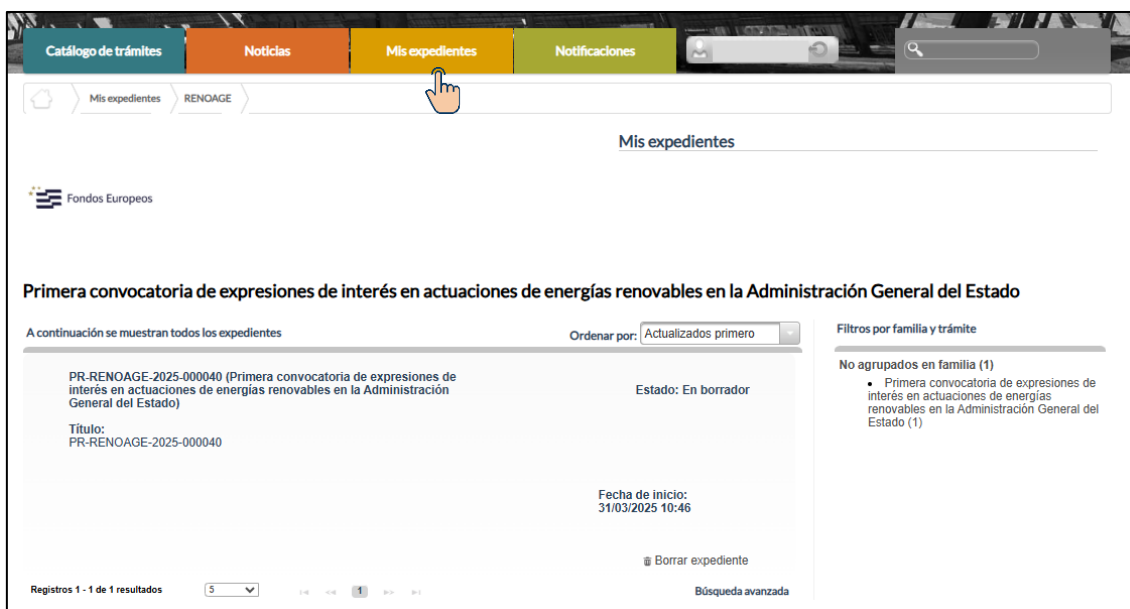 Catálogo de trámites
Noticias
Mis expedientes
Notificaciones
Mis expedientes
RENOAGE
Mis expedientes
Fondos Europeos
Primera convocatoria de expresiones de interés en actuaciones de energías renovables en la Administración General del Estado
A continuación se muestran todos los expedientes
Ordenar por: Actualizados primero
PR-RENOAGE-2025-000040 (Primera convocatoria de expresiones de
interés en actuaciones de energías renovables en la Administración
General del Estado)
Estado: En borrador
Título:
PR-RENOAGE-2025-000040
Fecha de inicio:
31/03/2025 10:46
Borrar expediente
Registros 1 - 1 de 1 resultados
5
1
Búsqueda avanzada
Filtros por familia y trámite
No agrupados en familia (1)
Primera convocatoria de expresiones de
interés en actuaciones de energías
renovables en la Administración General del
Estado (1)